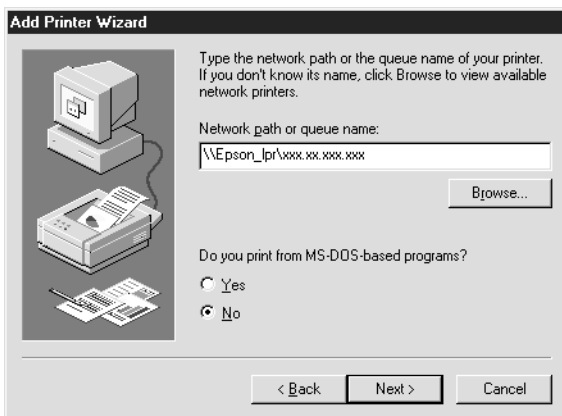 Add Printer Wizard
Type the network path or the queue name of your printer.
If you don't know its name, click Browse to view available
network printers.
Network path or queue name:
\\Epson_lpr\xxx.xx.xxx.xxx
Browse...
Do you print from MS-DOS-based programs?
Yes
No
< Back
Next >
Cancel